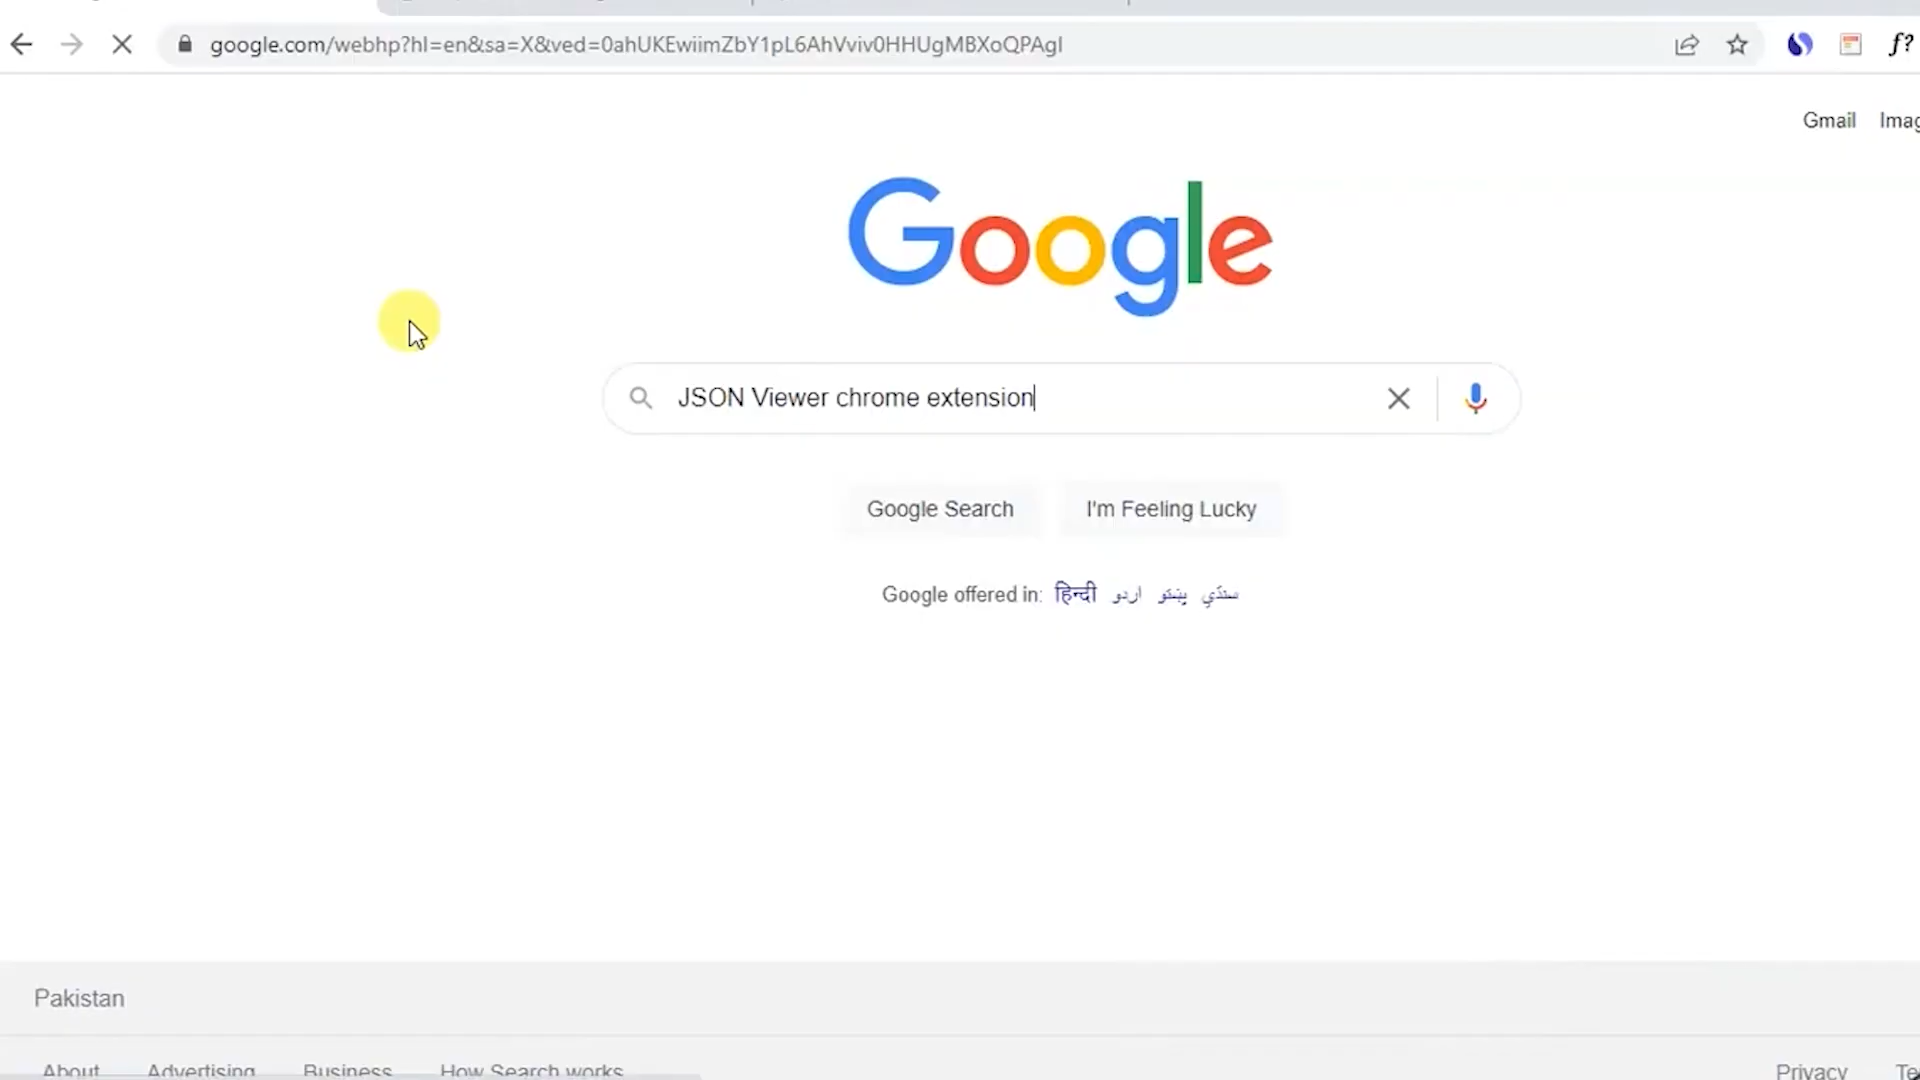 google.com/webhp?hl=en&sa=X&ved=0ahUKEwiimZbY1pL6AhVviv0HHUgMBXoQPAgI
f?
Gmail
Google
JSON Viewer chrome extension
Google Search I'm Feeling Lucky
Google offered in: हिन्दी اردو پښتو سنڌي
Pakistan
About Advertising Business How Search works Privacy